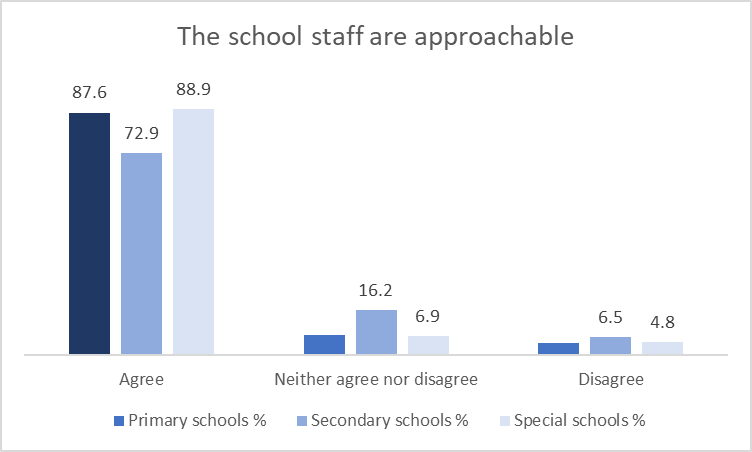 The school staff are approachable
87.6
72.9
88.9
16.2
6.9
6.5
4.8
Agree
Neither agree nor disagree
Disagree
Primary schools %
Secondary schools %
Special schools %